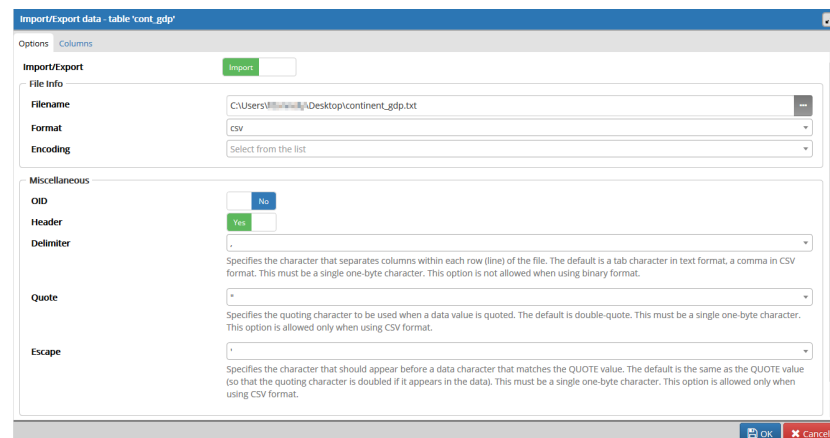 Import/Export data - table 'cont_gdp'
Options Columns
Import/Export Import
File Info
Filename C:\Users\ \Desktop\continent_gdp.txt
Format csv
Encoding Select from the list
Miscellaneous
OID No
Header Yes
Delimiter ,
Specifies the character that separates columns within each row (line) of the file. The default is a tab character in text format, a comma in CSV
format. This must be a single one-byte character. This option is not allowed when using binary format.
Quote "
Specifies the quoting character to be used when a data value is quoted. The default is double-quote. This must be a single one-byte character.
This option is allowed only when using CSV format.
Escape '
Specifies the character that should appear before a data character that matches the QUOTE value. The default is the same as the QUOTE value
(so that the quoting character is doubled if it appears in the data). This must be a single one-byte character. This option is allowed only when
using CSV format.
OK Cancel